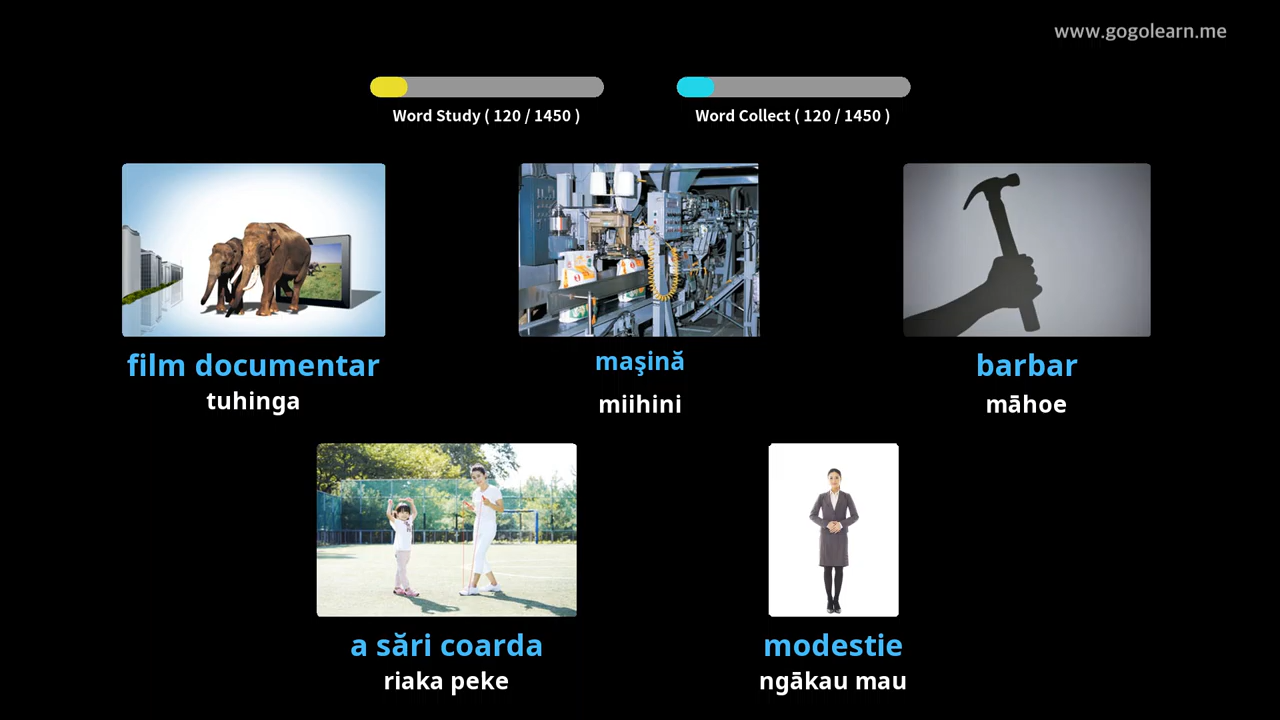 www.gogolearn.me
Word Study ( 120 / 1450 )
Word Collect ( 120 / 1450 )
film documentar
tuhinga
maşină
miihini
barbar
māhoe
a sări coarda
riaka peke
modestie
ngākau mau